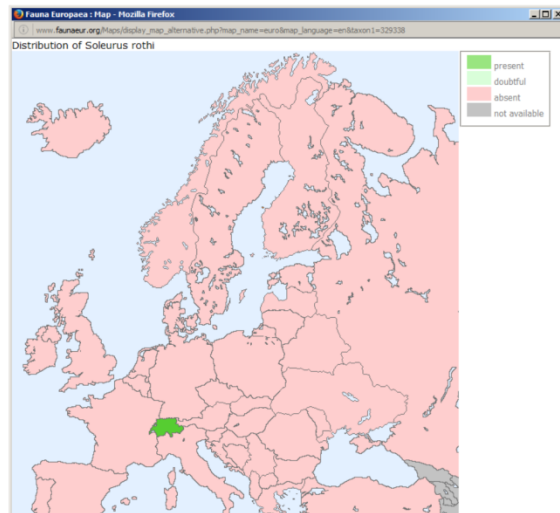 Fauna Europaea : Map - Mozilla Firefox
www.faunaeur.org/Maps/display_map_alternative.php?map_name=euro&map_language=en&taxon1=329338
Distribution of Soleurus rothi
present
doubtful
absent
not available